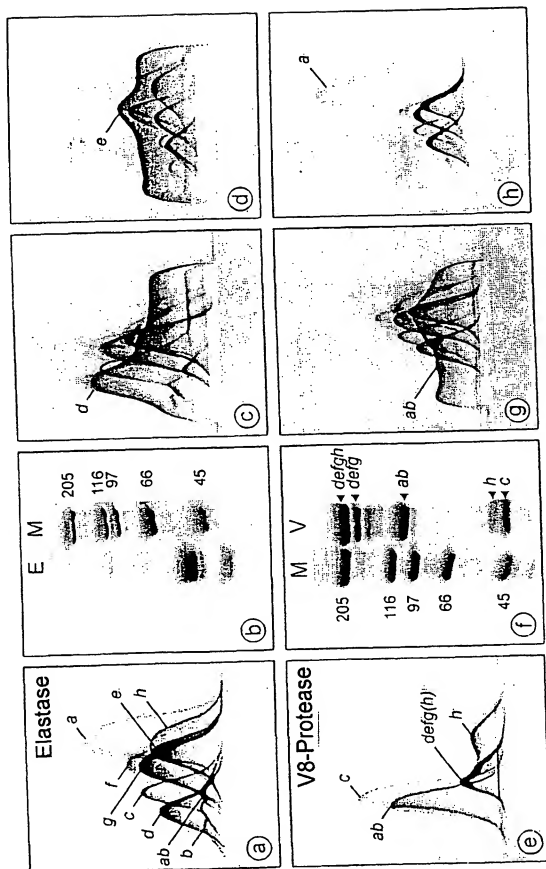 Elastase
a
f
e
g
h
c
d
ab
b
a
E M
205
116
97
66
45
b
d
c
e
d
V8-Protease
c
ab
defg(h)
h
e
M V
205 defgh
defg
116
97 ab
66
h
45 c
f
ab
g
a
h